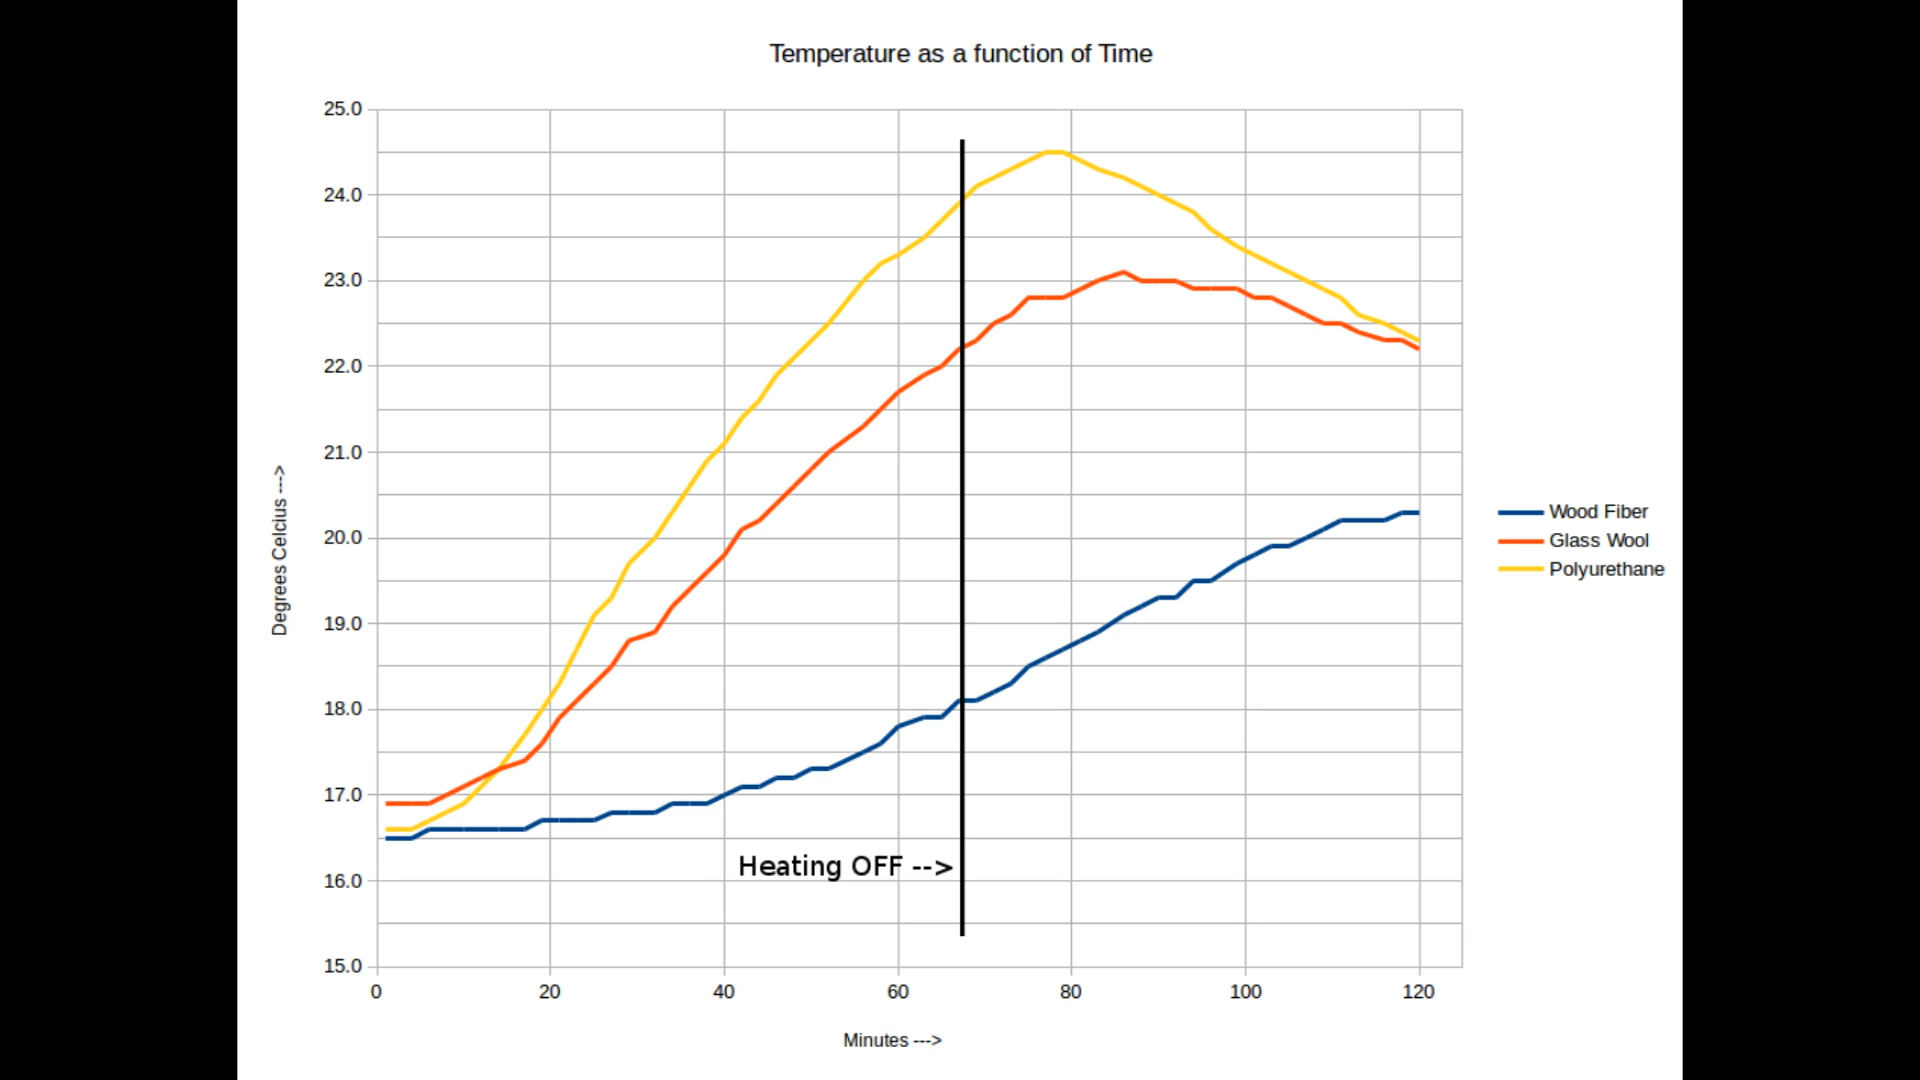 Temperature as a function of Time
25.0
24.0
23.0
22.0
21.0
20.0
19.0
18.0
17.0
16.0
15.0
Degrees Celcius --->
Heating OFF -->
0 20 40 60 80 100 120
Minutes --->
Wood Fiber
Glass Wool
Polyurethane